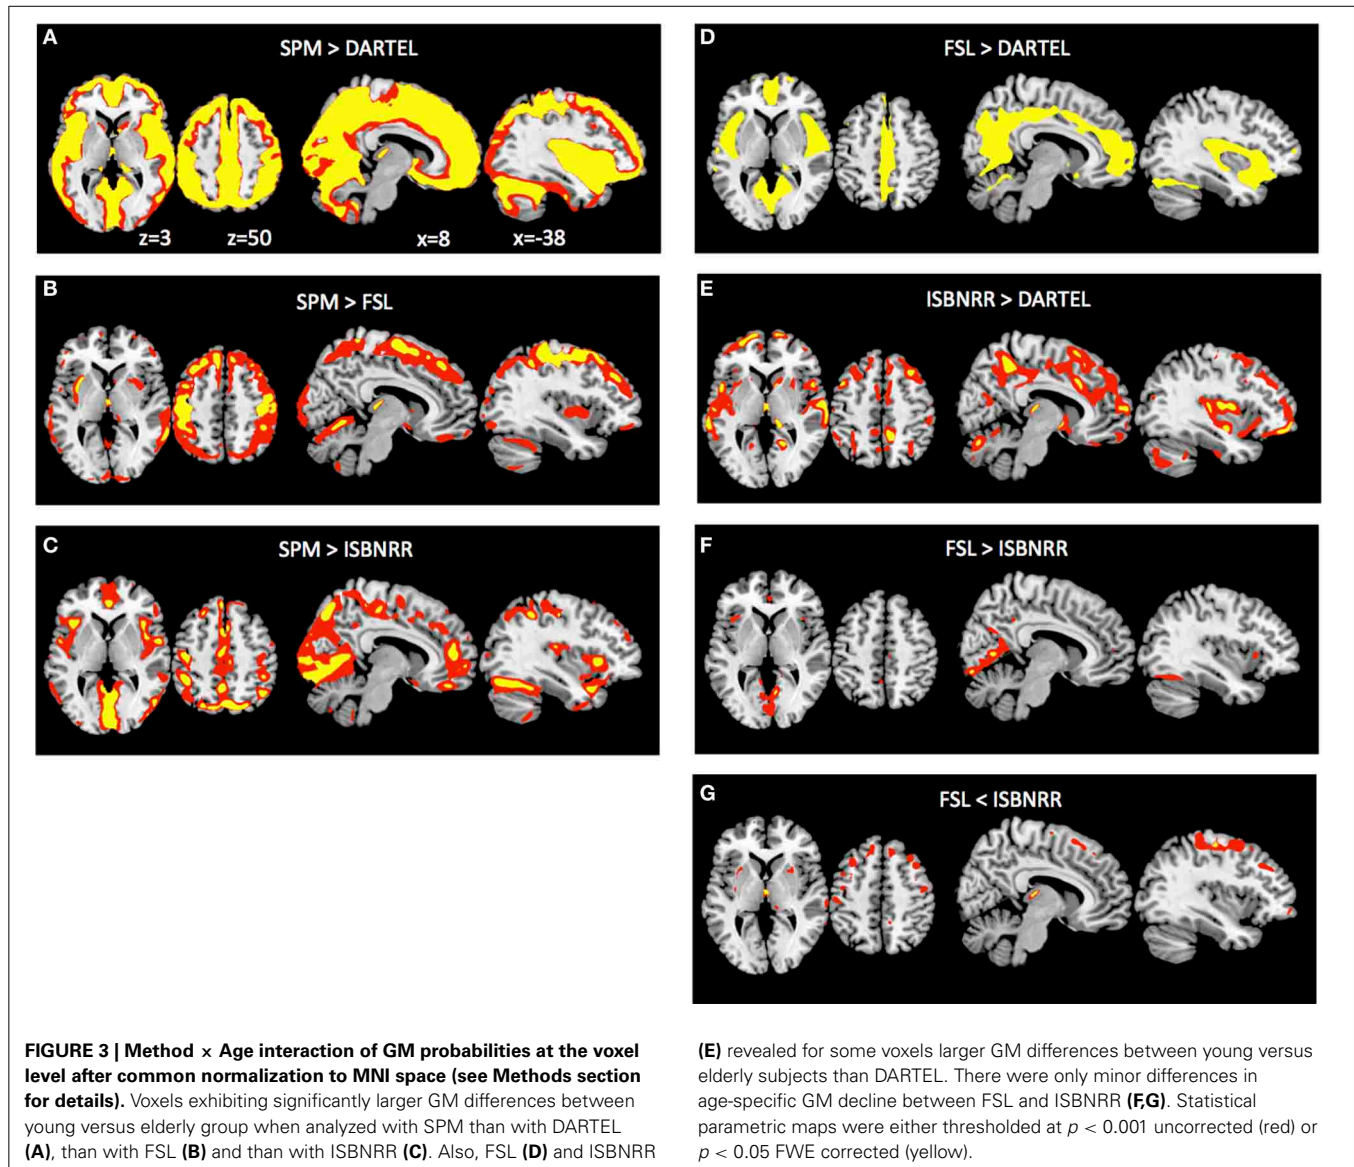 A
SPM > DARTEL
z=3 z=50 x=8 x=-38
B
SPM > FSL
C
SPM > ISBNRR
D
FSL > DARTEL
E
ISBNRR > DARTEL
F
FSL > ISBNRR
G
FSL < ISBNRR
FIGURE 3 | Method × Age interaction of GM probabilities at the voxel
level after common normalization to MNI space (see Methods section
for details). Voxels exhibiting significantly larger GM differences between
young versus elderly group when analyzed with SPM than with DARTEL
(A), than with FSL (B) and than with ISBNRR (C). Also, FSL (D) and ISBNRR
(E) revealed for some voxels larger GM differences between young versus
elderly subjects than DARTEL. There were only minor differences in
age-specific GM decline between FSL and ISBNRR (F,G). Statistical
parametric maps were either thresholded at p < 0.001 uncorrected (red) or
p < 0.05 FWE corrected (yellow).